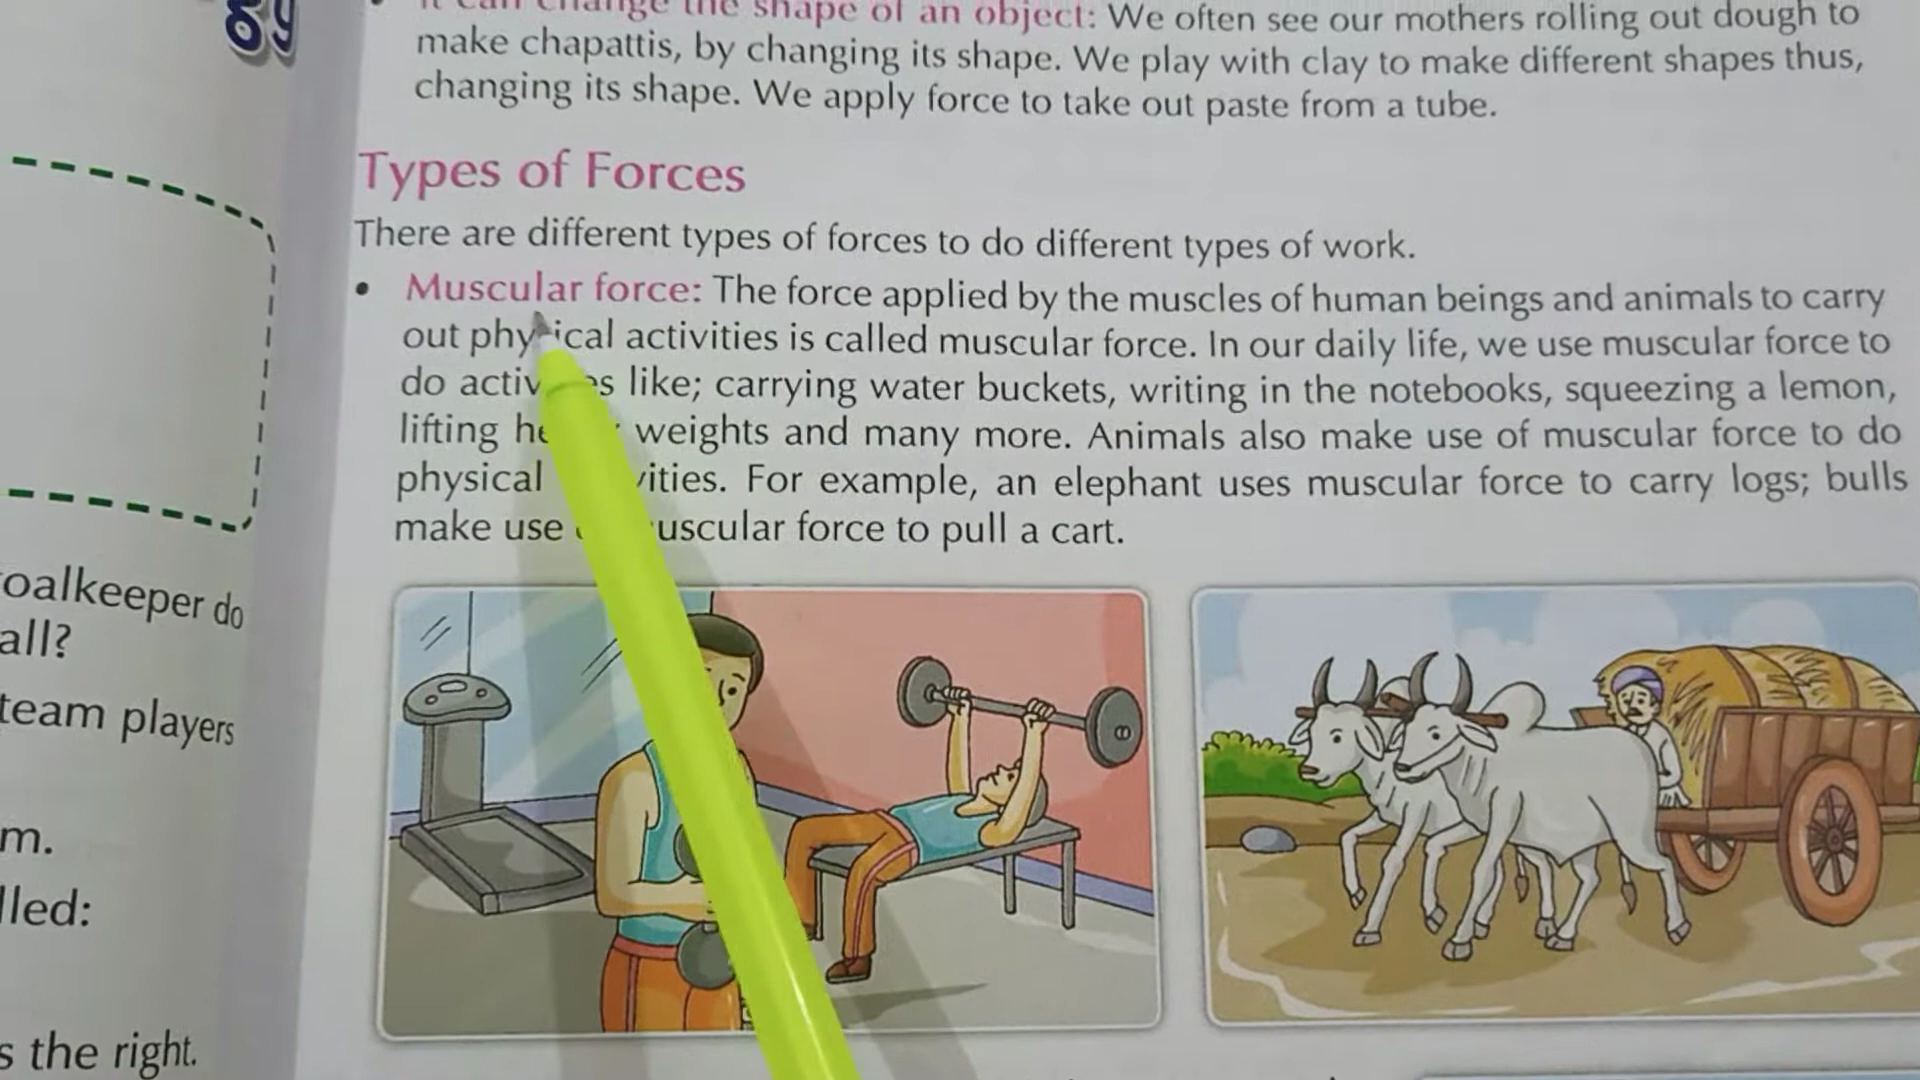 89
oalkeeper do
all?
team players
m.
lled:
s the right.
It can change the shape of an object: We often see our mothers rolling out dough to
make chapattis, by changing its shape. We play with clay to make different shapes thus,
changing its shape. We apply force to take out paste from a tube.
Types of Forces
There are different types of forces to do different types of work.
• Muscular force: The force applied by the muscles of human beings and animals to carry
out physical activities is called muscular force. In our daily life, we use muscular force to
do like; carrying water buckets, writing in the notebooks, squeezing a lemon,
lifting weights and many more. Animals also make use of muscular force to do
physical For example, an elephant uses muscular force to carry logs; bulls
make use muscular force to pull a cart.